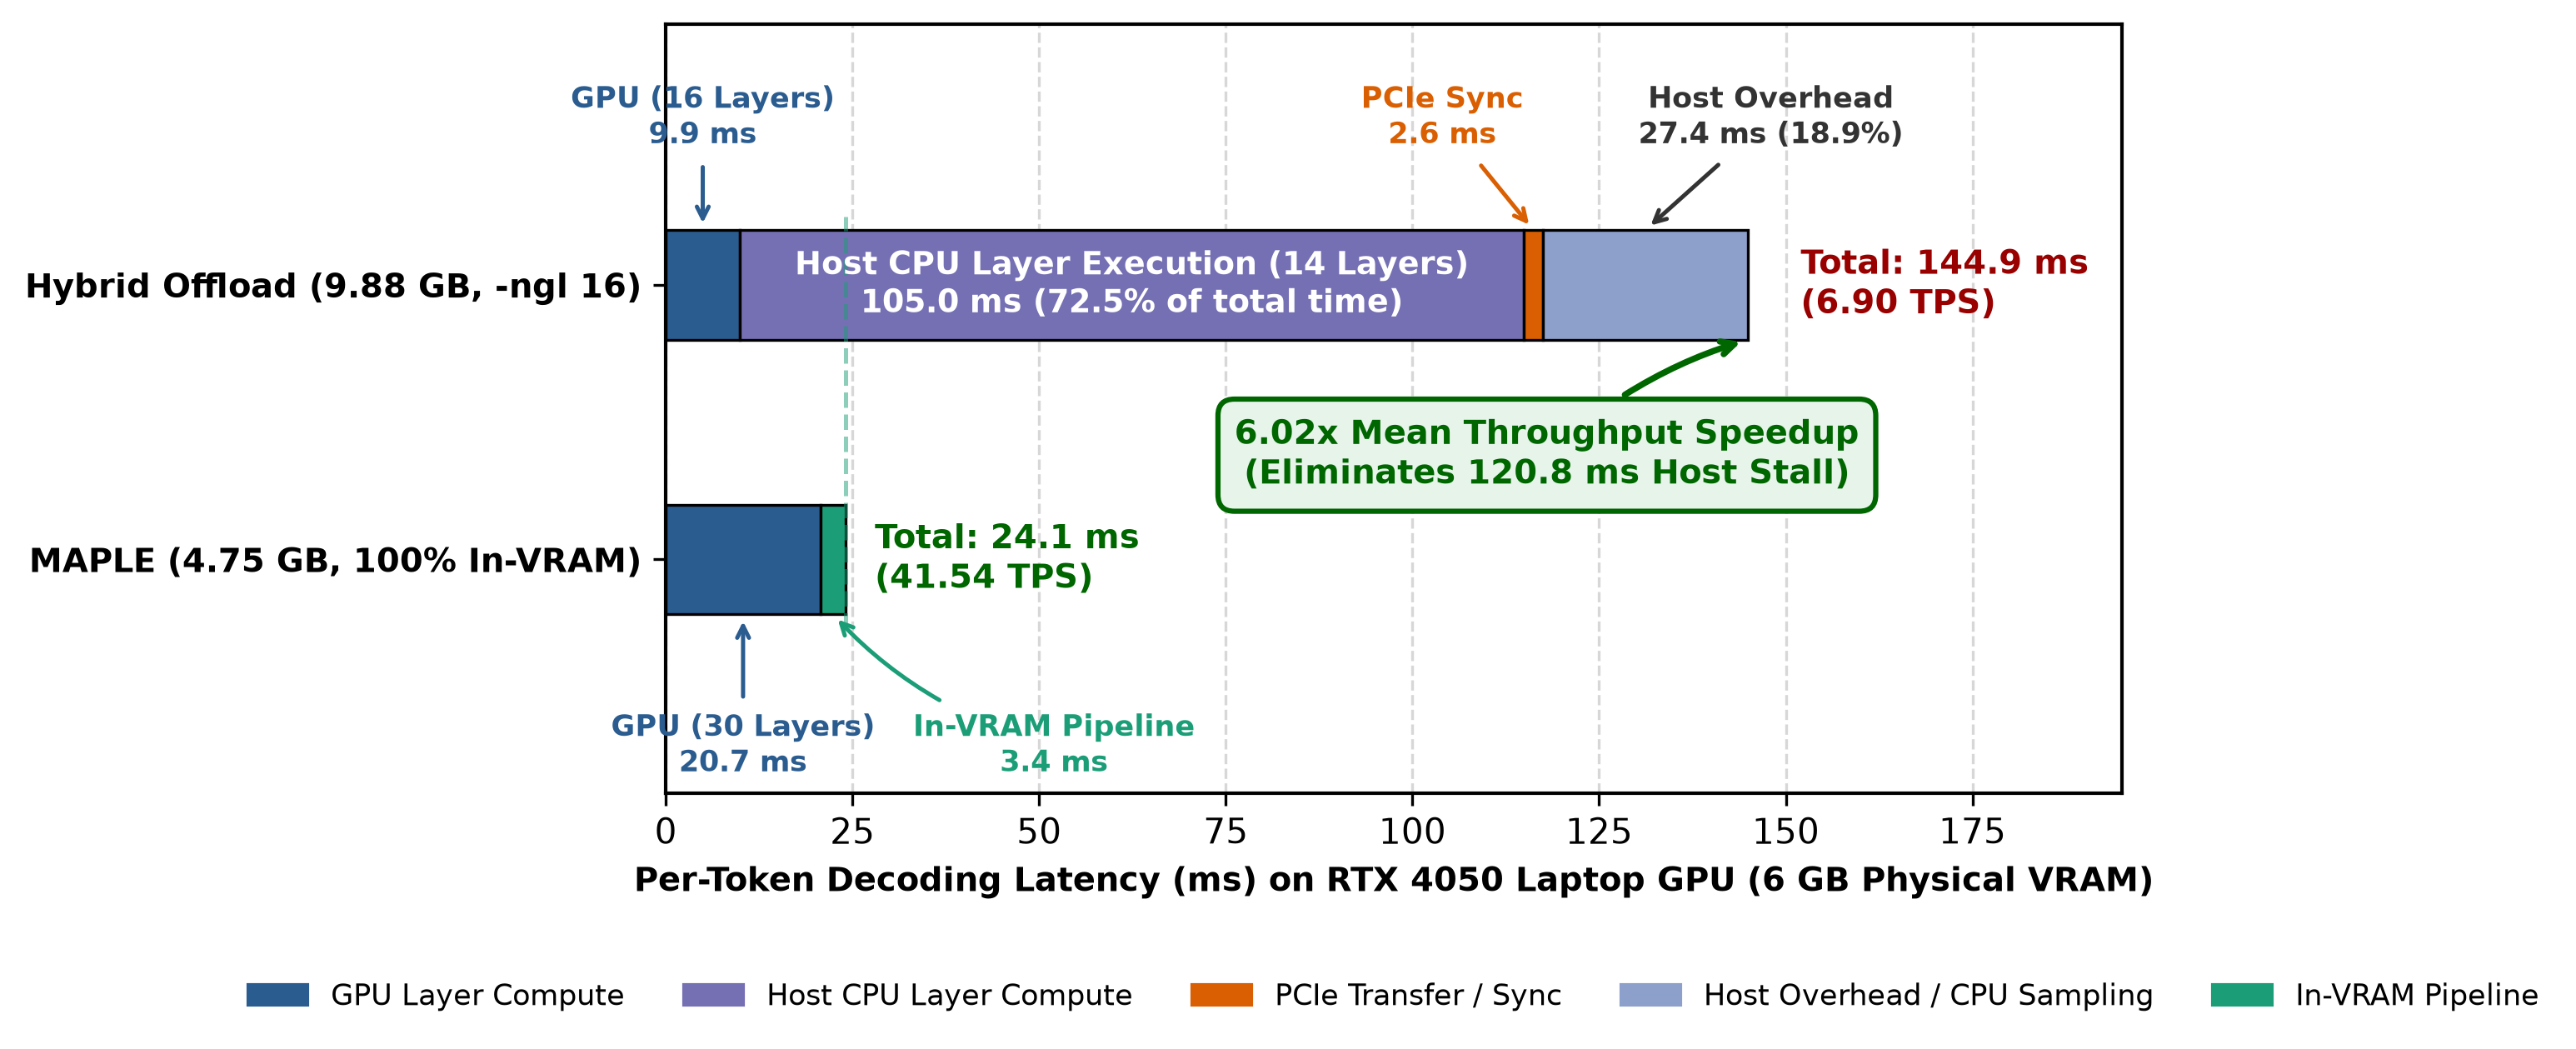 GPU (16 Layers)
9.9 ms
PCIe Sync
2.6 ms
Host Overhead
27.4 ms (18.9%)
Hybrid Offload (9.88 GB, -ngl 16)
Host CPU Layer Execution (14 Layers)
105.0 ms (72.5% of total time)
Total: 144.9 ms
(6.90 TPS)
6.02x Mean Throughput Speedup
(Eliminates 120.8 ms Host Stall)
MAPLE (4.75 GB, 100% In-VRAM)
Total: 24.1 ms
(41.54 TPS)
GPU (30 Layers)
20.7 ms
In-VRAM Pipeline
3.4 ms
0 25 50 75 100 125 150 175
Per-Token Decoding Latency (ms) on RTX 4050 Laptop GPU (6 GB Physical VRAM)
GPU Layer Compute Host CPU Layer Compute PCIe Transfer / Sync Host Overhead / CPU Sampling In-VRAM Pipeline